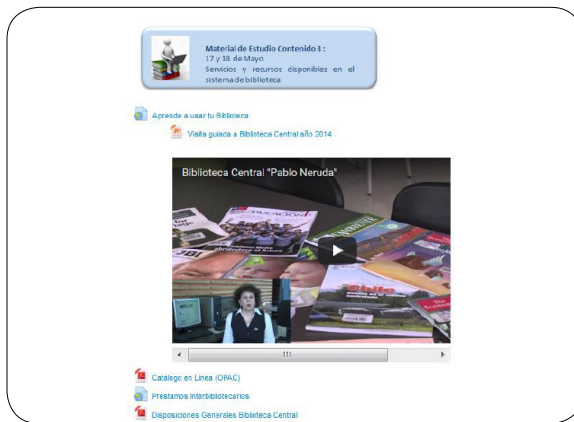 Material de Estudio Contenido 3 :
17 y 18 de Mayo
Servicios y recursos disponibles en el
sistema de biblioteca
Aprende a usar tu Biblioteca
Visita guiada a Biblioteca Central año 2014
Biblioteca Central "Pablo Neruda"
Chile
Catálogo en Línea (OPAC)
Préstamos Interbibliotecarios
Disposiciones Generales Biblioteca Central